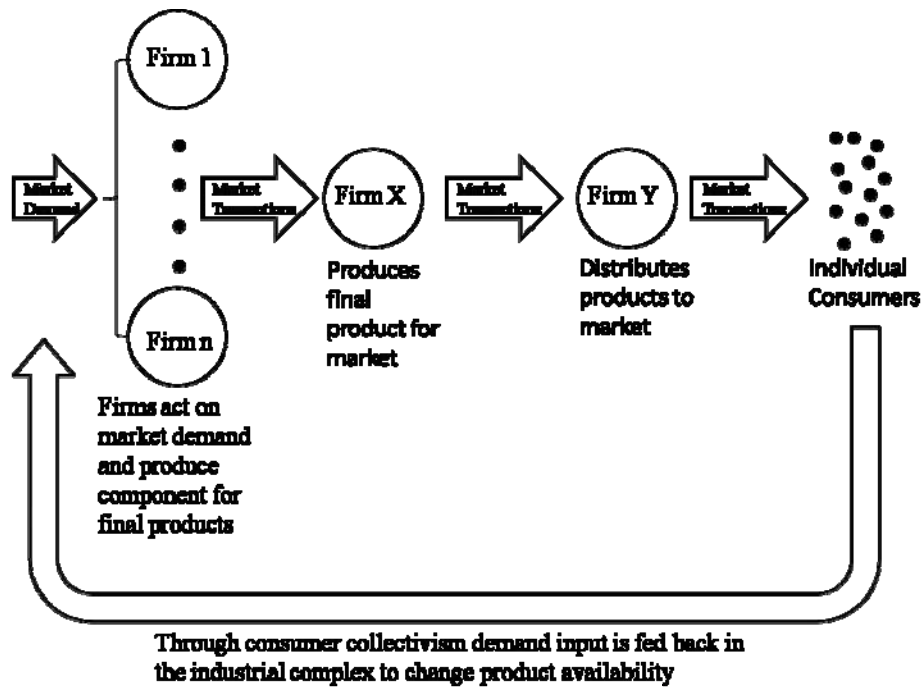 Firm 1
Market
Demand
Market
Transactions
Firm X
Market
Transactions
Firm Y
Market
Transactions
Produces
final
product for
market
Distributes
products to
market
Individual
Consumers
Firm n
Firms act on
market demand
and produce
component for
final products
Through consumer collectivism demand input is fed back in
the industrial complex to change product availability